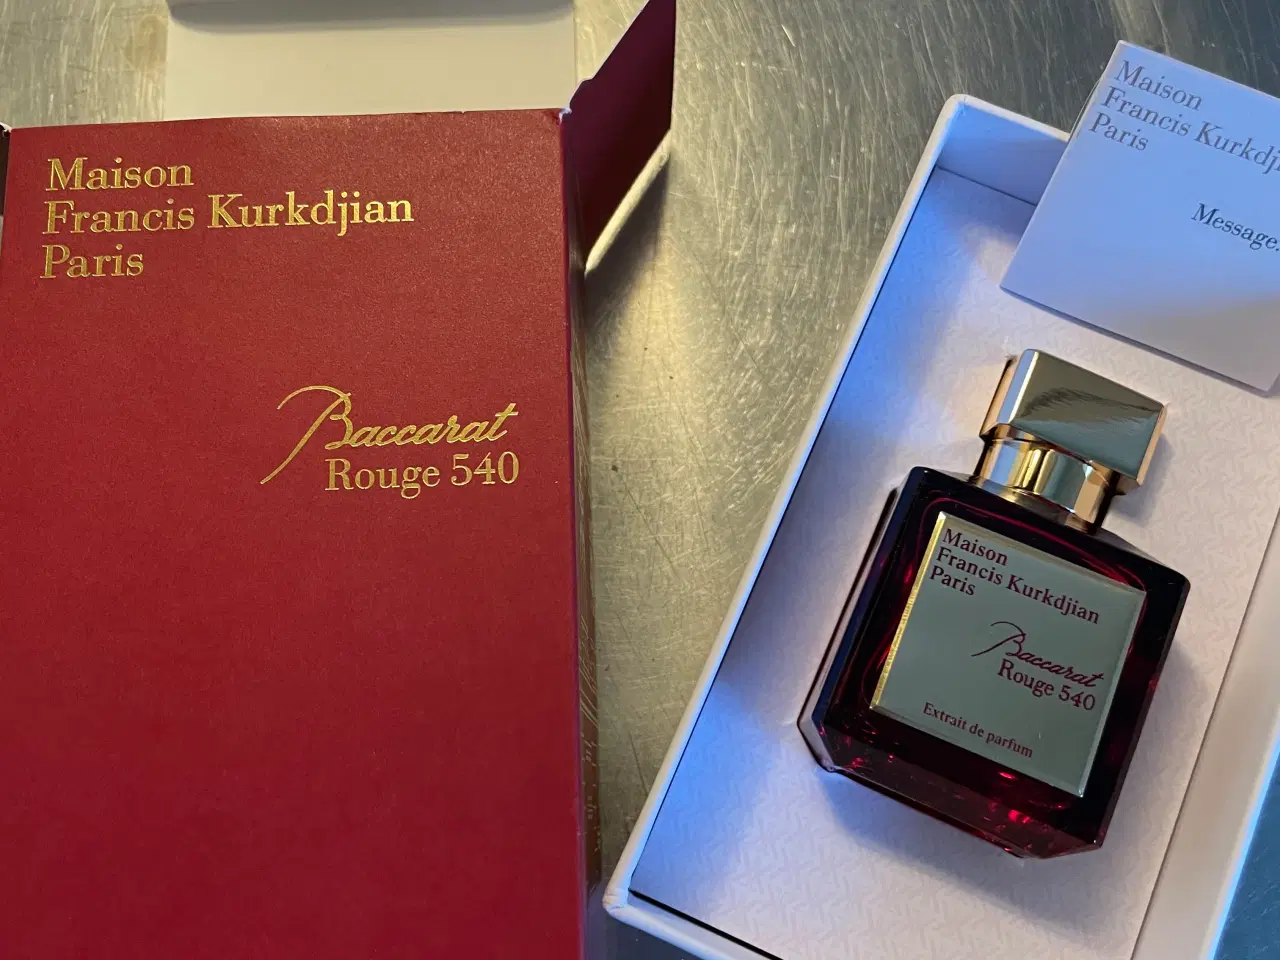 Maison
Francis Kurkdjian
Paris
Baccarat
Rouge 540
Maison
Francis Kurkdj
Paris
Message.
Maison
Francis Kurkdjian
Paris
Baccarat
Rouge 540
Extrait de parfum